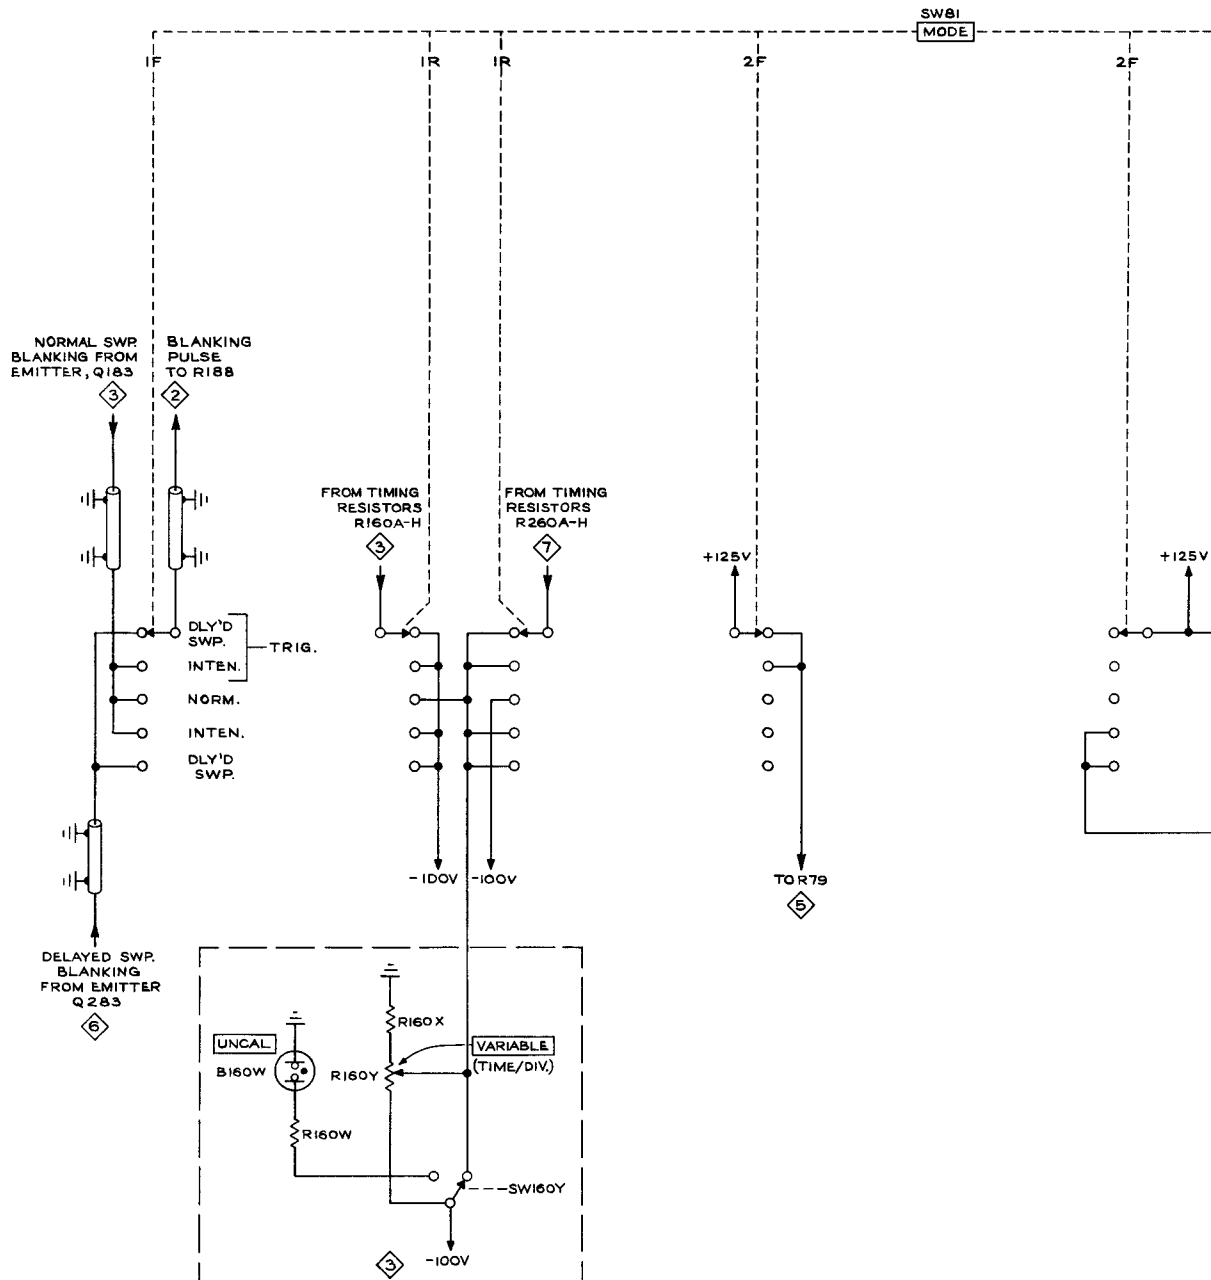 SW81
MODE
1F
1R
1R
2F
2F
NORMAL SWP.
BLANKING FROM
EMITTER, Q183
3
BLANKING
PULSE
TO R188
2
FROM TIMING
RESISTORS
R160A-H
3
FROM TIMING
RESISTORS
R260A-H
7
+125V
+125V
DLY'D
SWP.
INTEN.
TRIG.
NORM.
INTEN.
DLY'D
SWP.
-100V
-100V
TO R79
5
DELAYED SWP.
BLANKING
FROM EMITTER
Q283
6
R160X
UNCAL
B160W
R160Y
VARIABLE
(TIME/DIV.)
R160W
SW160Y
3
-100V